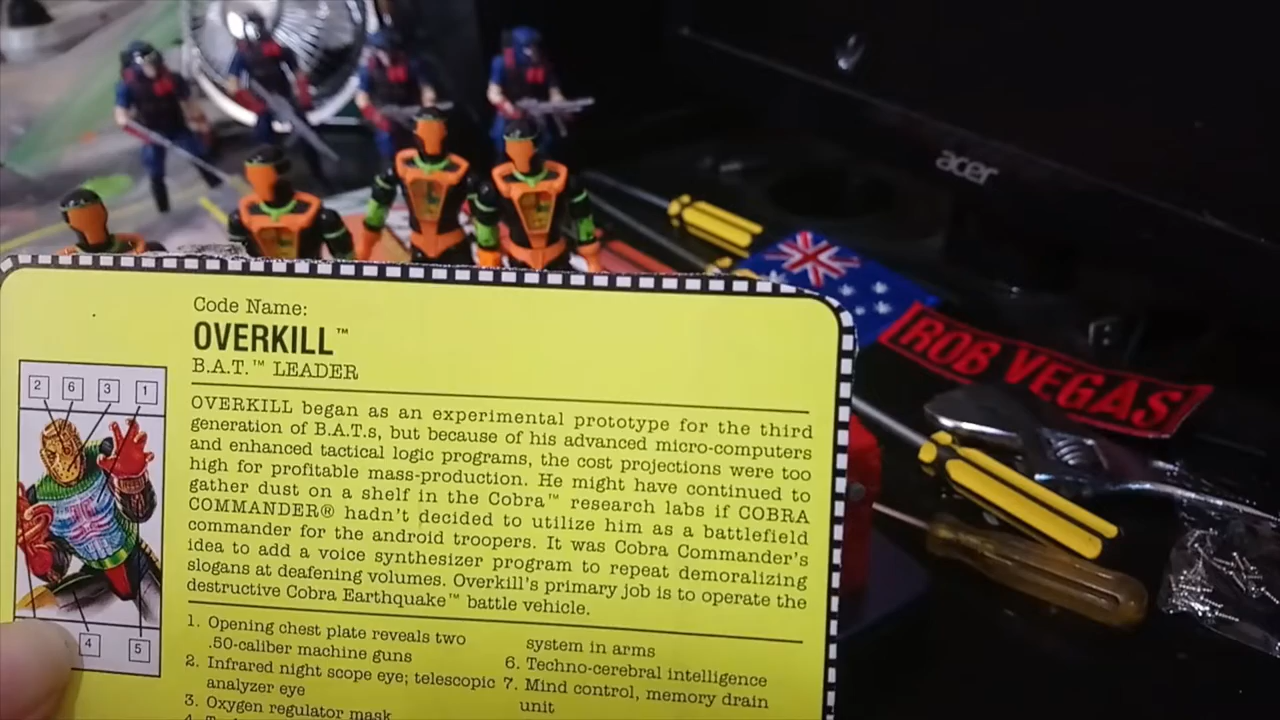 acer
ROB VEGAS
Code Name:
OVERKILL™
B.A.T.™ LEADER
2 6 3 1
OVERKILL began as an experimental prototype for the third
generation of B.A.T.s, but because of his advanced micro-computers
and enhanced tactical logic programs, the cost projections were too
high for profitable mass-production. He might have continued to
gather dust on a shelf in the Cobra™ research labs if COBRA
COMMANDER® hadn't decided to utilize him as a battlefield
commander for the android troopers. It was Cobra Commander's
idea to add a voice synthesizer program to repeat demoralizing
slogans at deafening volumes. Overkill's primary job is to operate the
destructive Cobra Earthquake™ battle vehicle.
4 5
1. Opening chest plate reveals two
.50-caliber machine guns
2. Infrared night scope eye; telescopic
analyzer eye
3. Oxygen regulator mask
system in arms
6. Techno-cerebral intelligence
7. Mind control, memory drain
unit